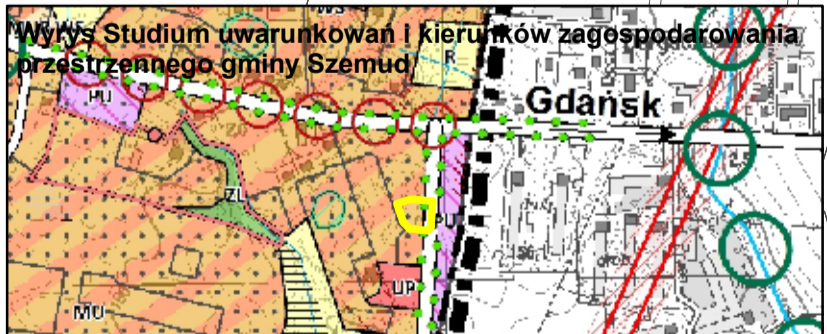 Wyrys Studium uwarunkowań i kierunków zagospodarowania
przestrzennego gminy Szemud
R
PU
Gdańsk
ZL
PU
UP
MU